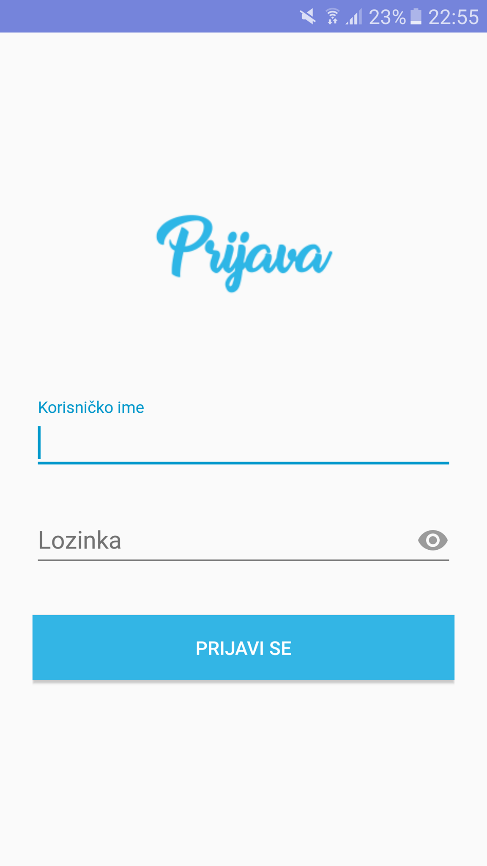 23% 22:55
Prijava
Korisničko ime
Lozinka
PRIJAVI SE